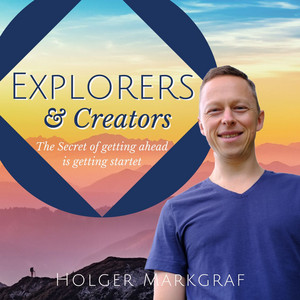 EXPLORERS
& Creators
The Secret of getting ahead
is getting startet
HOLGER MARKGRAF